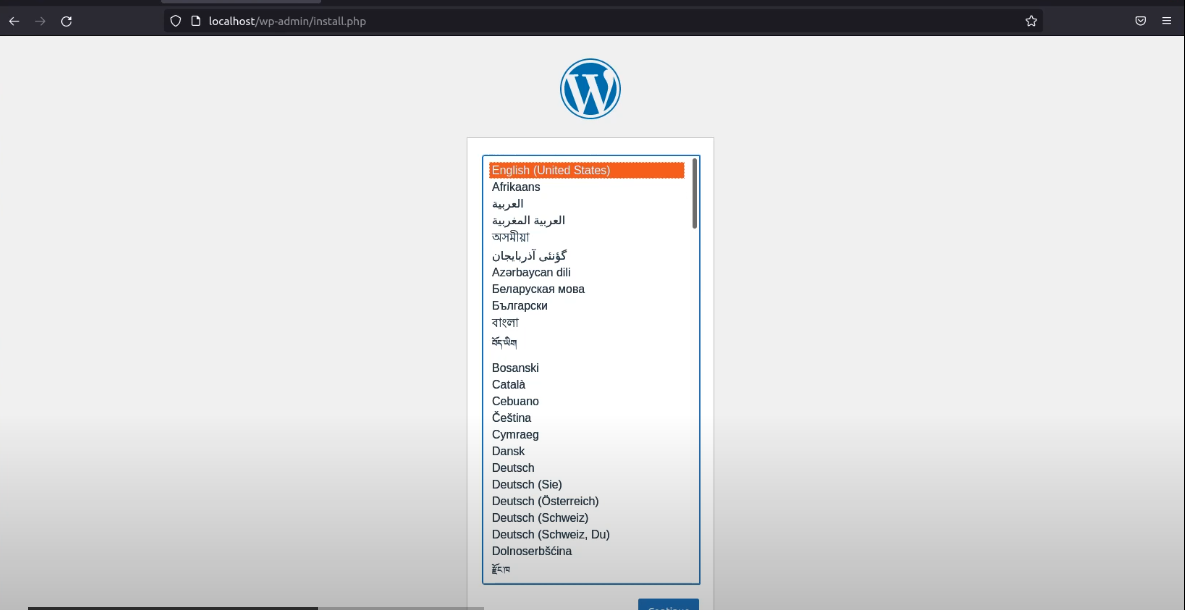 localhost/wp-admin/install.php
English (United States)
Afrikaans
العربية
العربية المغربية
অসমীয়া
گؤنئی آذربایجان
Azərbaycan dili
Беларуская мова
Български
বাংলা
བོད་ཡིག
Bosanski
Català
Cebuano
Čeština
Cymraeg
Dansk
Deutsch
Deutsch (Sie)
Deutsch (Österreich)
Deutsch (Schweiz)
Deutsch (Schweiz, Du)
Dolnoserbšćina
རྫོང་ཁ
Continue